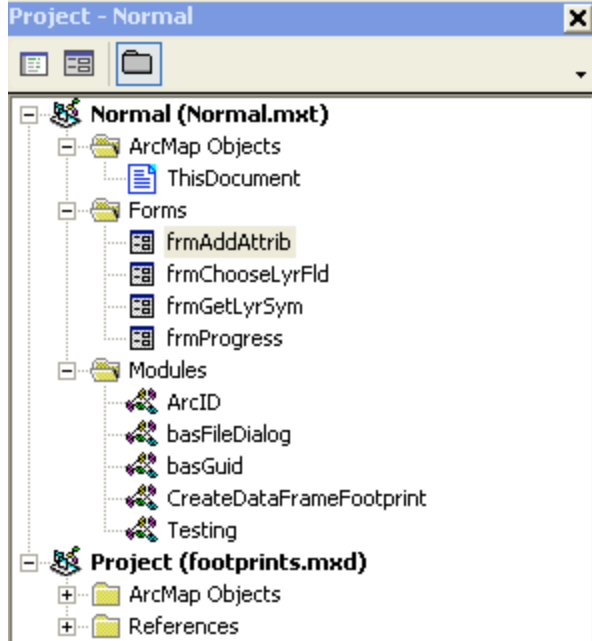 Project - Normal
Normal (Normal.mxt)
ArcMap Objects
ThisDocument
Forms
frmAddAttrib
frmChooseLyrFld
frmGetLyrSym
frmProgress
Modules
ArcID
basFileDialog
basGuid
CreateDataFrameFootprint
Testing
Project (footprints.mxd)
ArcMap Objects
References